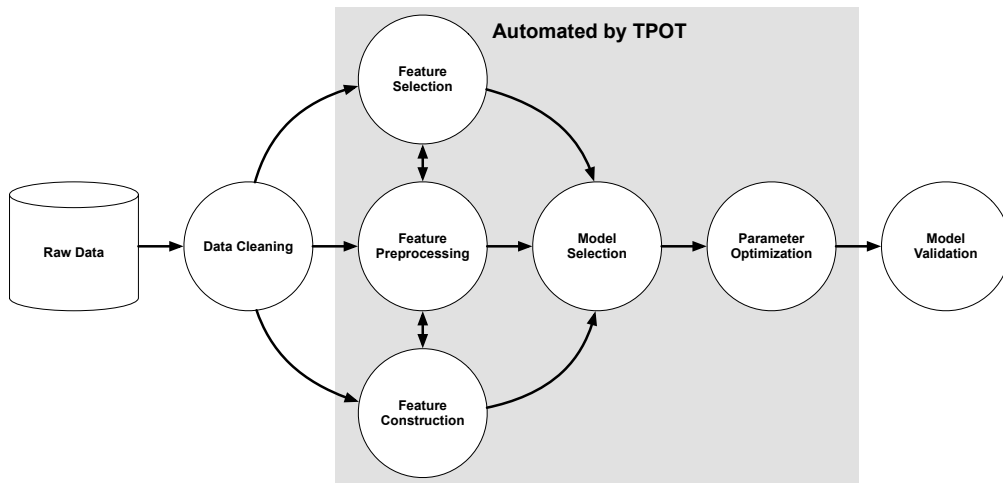 Automated by TPOT
Feature
Selection
Raw Data
Data Cleaning
Feature
Preprocessing
Model
Selection
Parameter
Optimization
Model
Validation
Feature
Construction